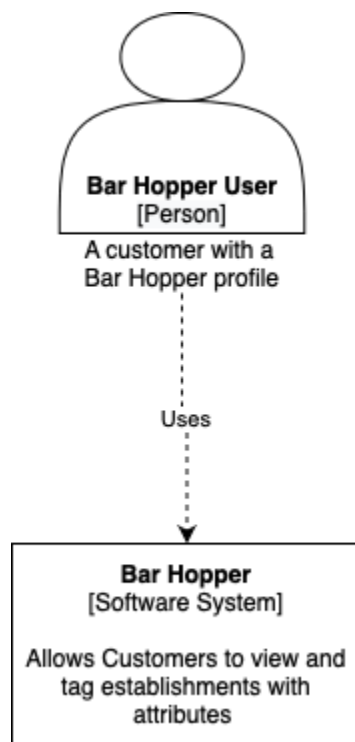 Bar Hopper User
[Person]
A customer with a
Bar Hopper profile
Uses
Bar Hopper
[Software System]
Allows Customers to view and
tag establishments with
attributes